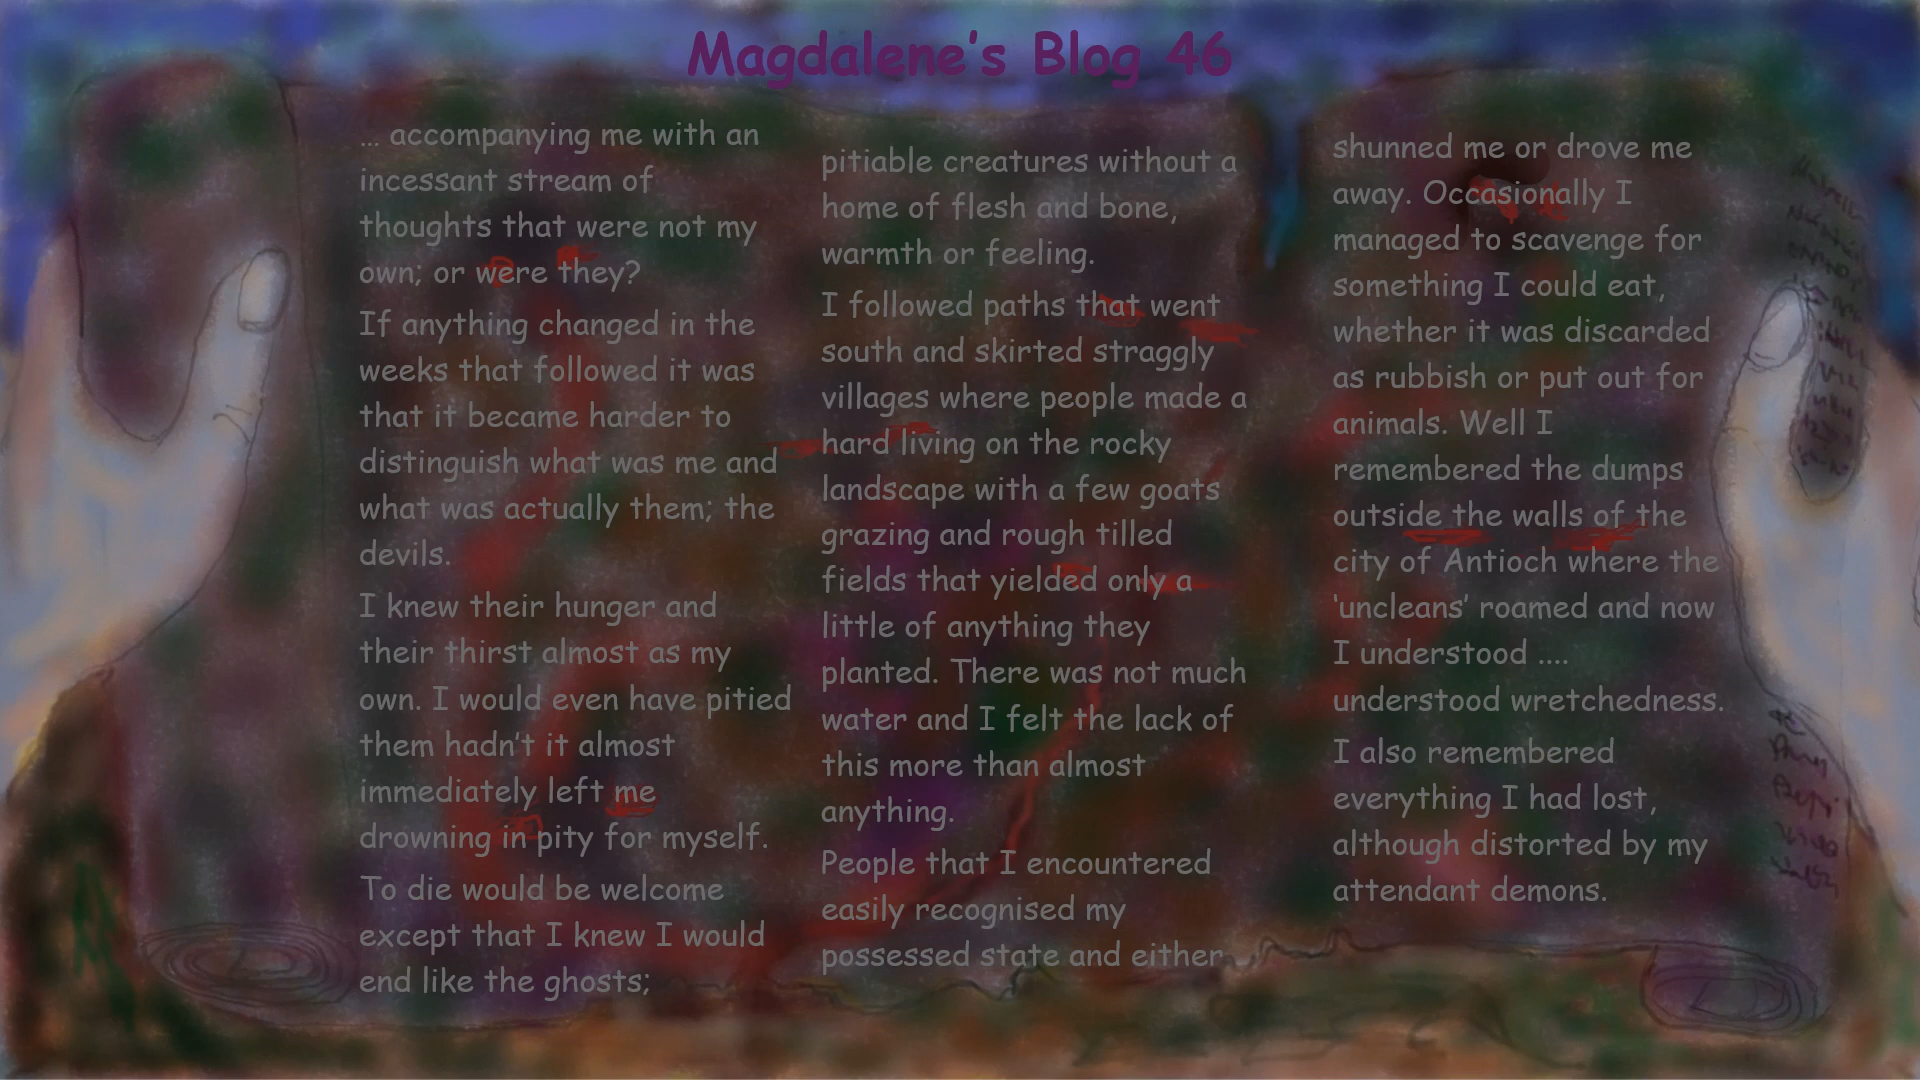 Magdalene's Blog 46
... accompanying me with an
incessant stream of
thoughts that were not my
own; or were they?
If anything changed in the
weeks that followed it was
that it became harder to
distinguish what was me and
what was actually them; the
devils.
I knew their hunger and
their thirst almost as my
own. I would even have pitied
them hadn't it almost
immediately left me
drowning in pity for myself.
To die would be welcome
except that I knew I would
end like the ghosts;
pitiable creatures without a
home of flesh and bone,
warmth or feeling.
I followed paths that went
south and skirted straggly
villages where people made a
hard living on the rocky
landscape with a few goats
grazing and rough tilled
fields that yielded only a
little of anything they
planted. There was not much
water and I felt the lack of
this more than almost
anything.
People that I encountered
easily recognised my
possessed state and either
shunned me or drove me
away. Occasionally I
managed to scavenge for
something I could eat,
whether it was discarded
as rubbish or put out for
animals. Well I
remembered the dumps
outside the walls of the
city of Antioch where the
'uncleans' roamed and now
I understood ....
understood wretchedness.
I also remembered
everything I had lost,
although distorted by my
attendant demons.